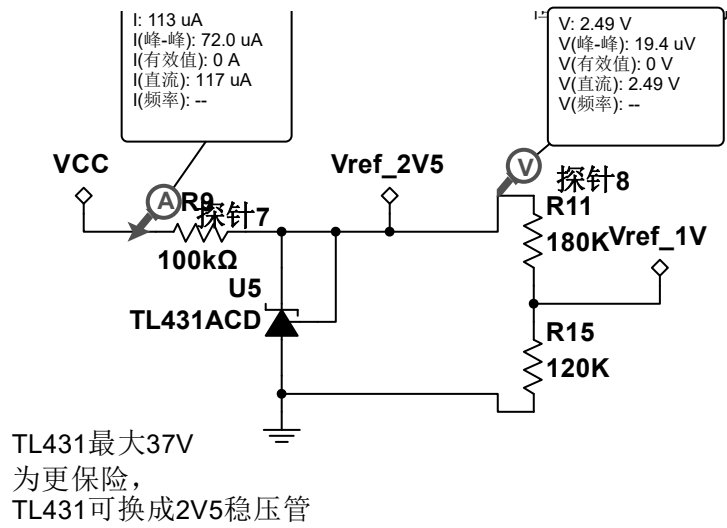 I: 113 uA
I(峰-峰): 72.0 uA
I(有效值): 0 A
I(直流): 117 uA
I(频率): --
V: 2.49 V
V(峰-峰): 19.4 uV
V(有效值): 0 V
V(直流): 2.49 V
V(频率): --
VCC
A
R9
探针7
100kΩ
Vref_2V5
V
探针8
R11
180K
Vref_1V
U5
TL431ACD
R15
120K
TL431最大37V
为更保险，
TL431可换成2V5稳压管